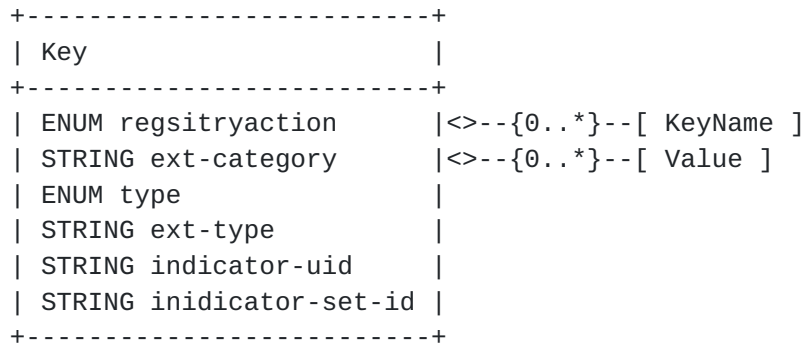 +--------------------------+
| Key                      |
+--------------------------+
| ENUM regsitryaction      |<>--{0..*}--[ KeyName ]
| STRING ext-category      |<>--{0..*}--[ Value ]
| ENUM type                |
| STRING ext-type          |
| STRING indicator-uid     |
| STRING inidicator-set-id |
+--------------------------+